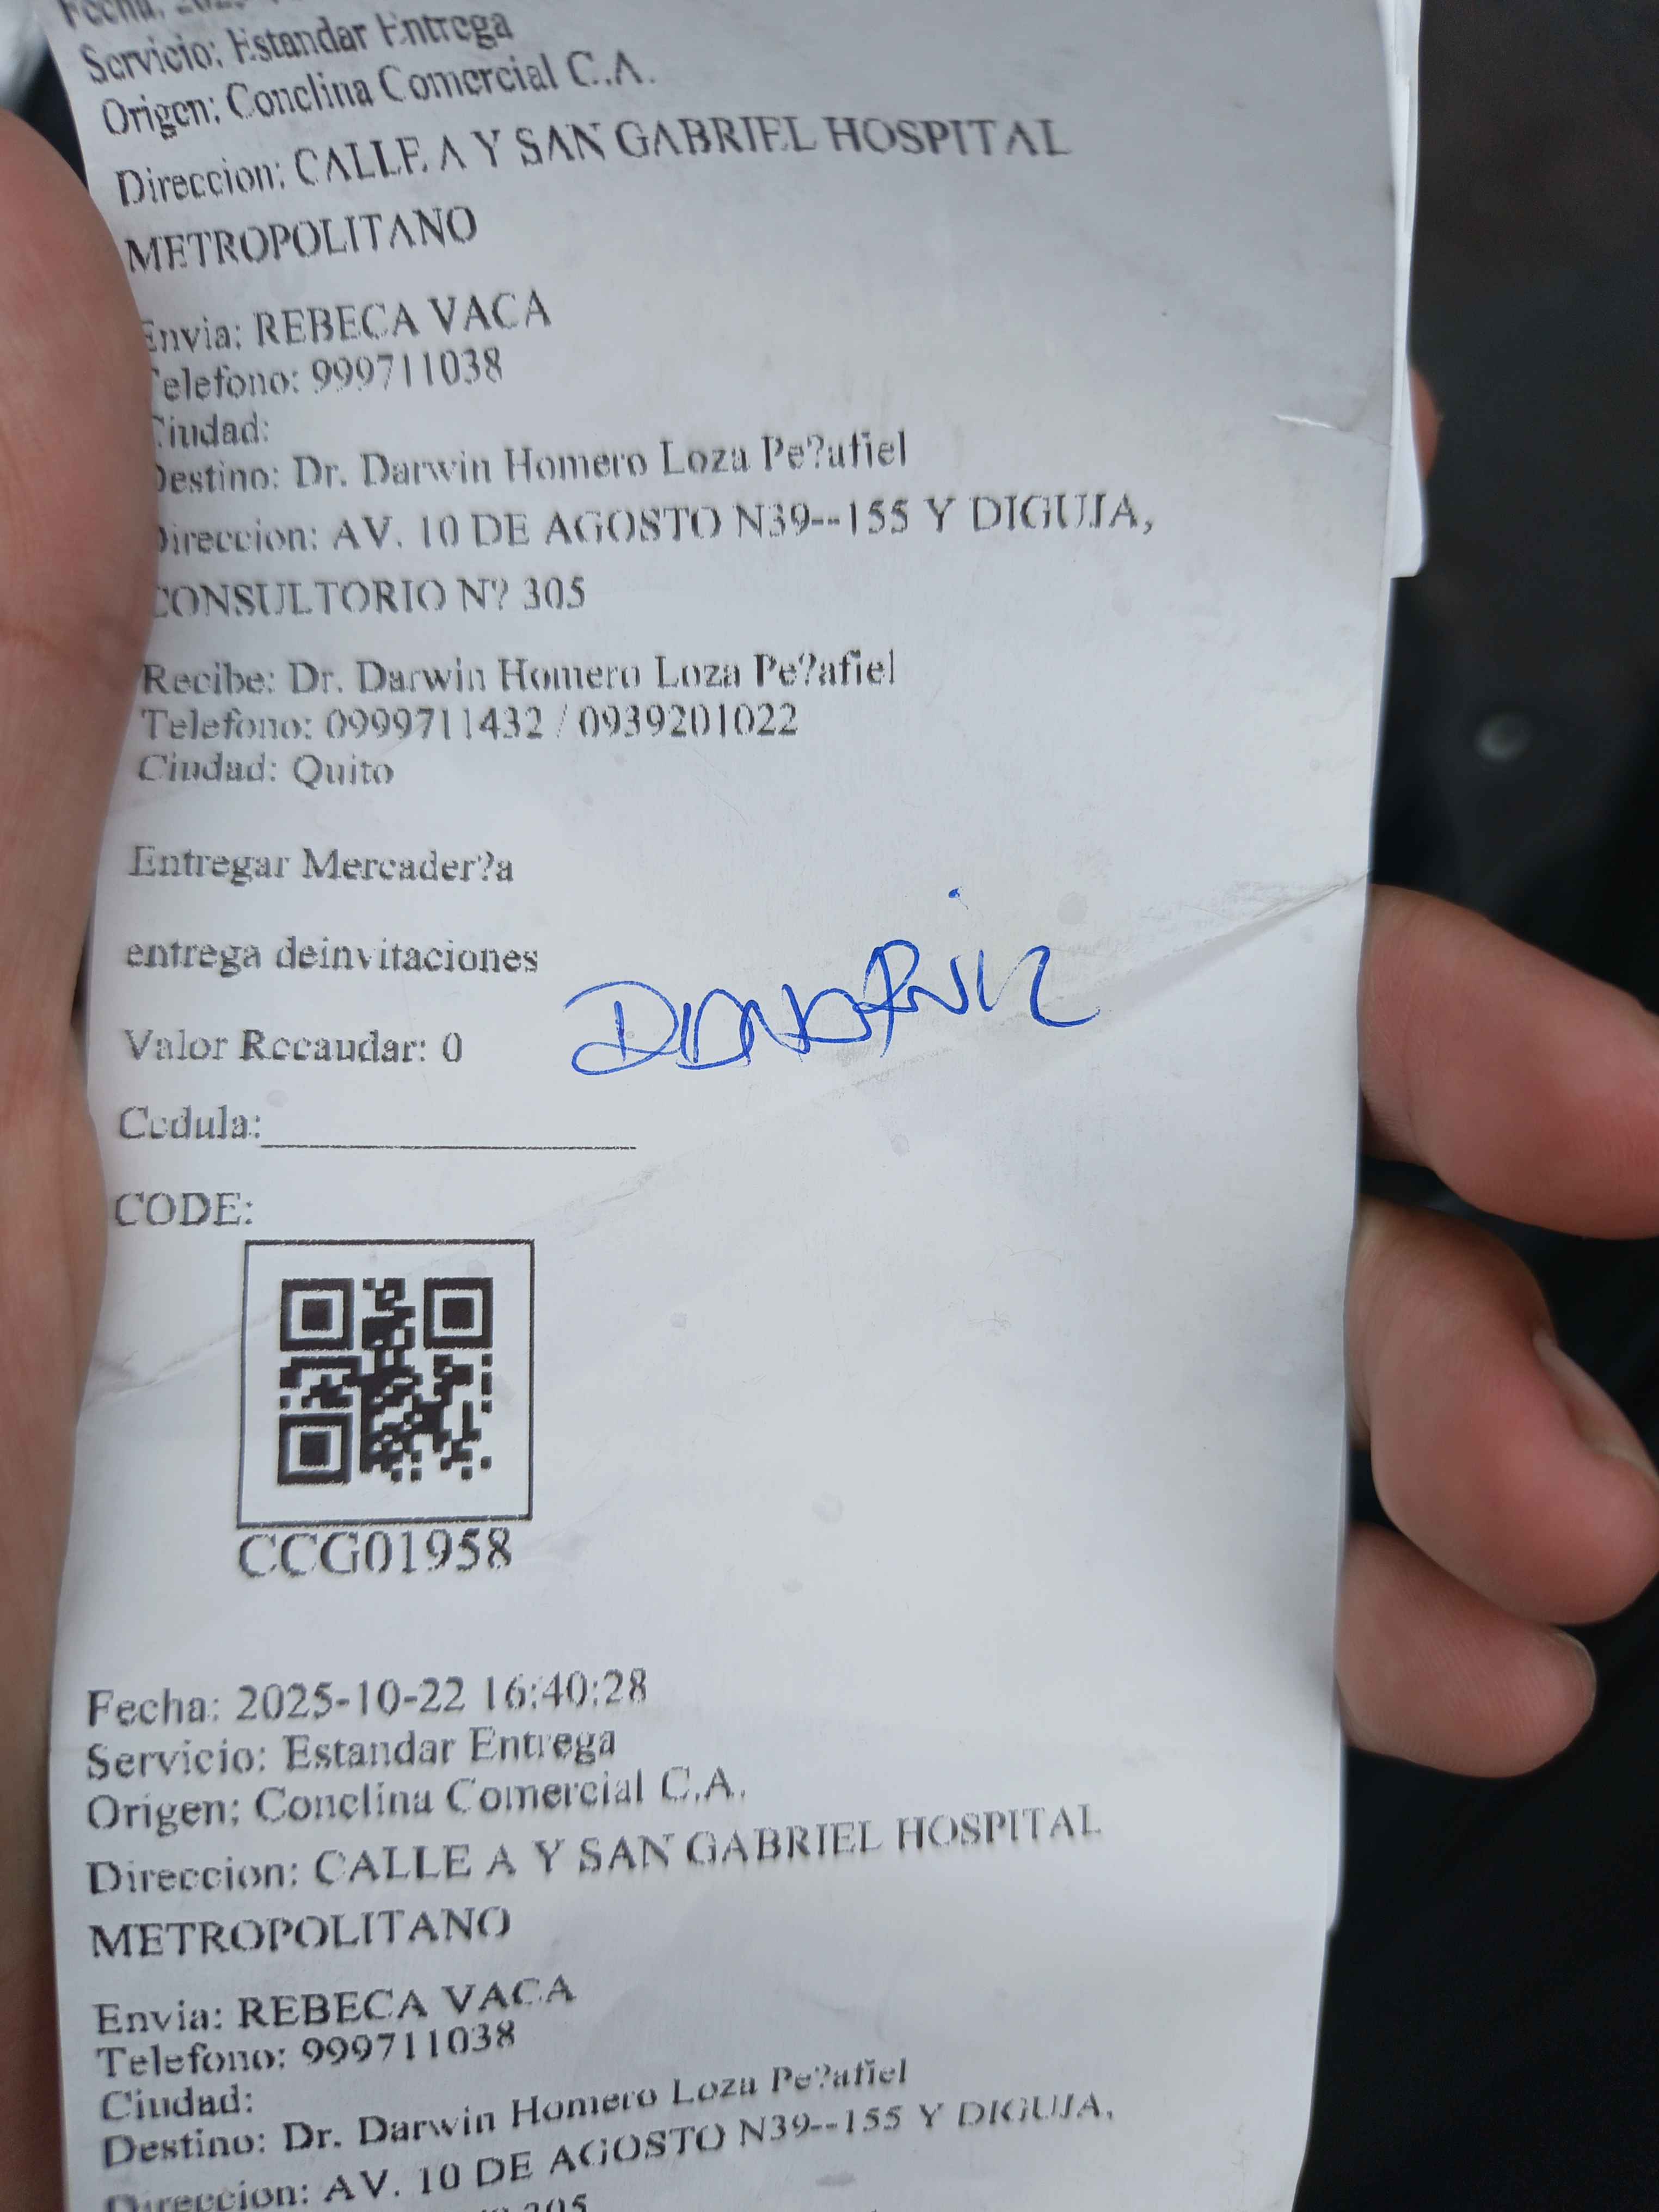 Fecha: 202
Servicio: Estandar Entrega
Origen: Conclina Comercial C.A.
Direccion: CALLE A Y SAN GABRIEL HOSPITAL
METROPOLITANO
Envia: REBECA VACA
Telefono: 999711038
Ciudad:
Destino: Dr. Darwin Homero Loza Pe?afiel
Direccion: AV. 10 DE AGOSTO N39--155 Y DIGUJA,
CONSULTORIO N? 305
Recibe: Dr. Darwin Homero Loza Pe?afiel
Telefono: 0999711432 / 0939201022
Ciudad: Quito
Entregar Mercader?a
entrega deinvitaciones
DIANA RUIZ
Valor Recaudar: 0
Cedula:
CODE:
CCG01958
Fecha: 2025-10-22 16:40:28
Servicio: Estandar Entrega
Origen: Conclina Comercial C.A.
Direccion: CALLE A Y SAN GABRIEL HOSPITAL
METROPOLITANO
Envia: REBECA VACA
Telefono: 999711038
Ciudad:
Destino: Dr. Darwin Homero Loza Pe?afiel
Direccion: AV. 10 DE AGOSTO N39--155 Y DIGUJA,
305